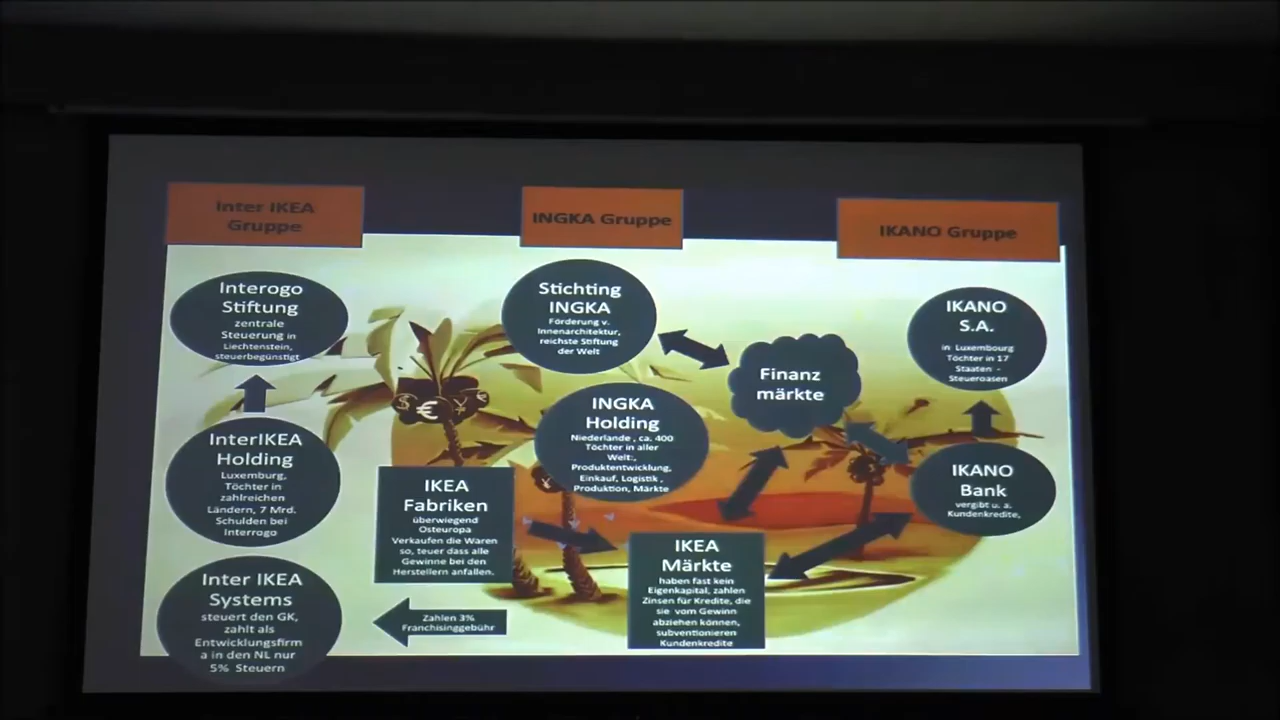 Inter IKEA
Gruppe
INGKA Gruppe
IKANO Gruppe
Interogo
Stiftung
zentrale
Steuerung in
Liechtenstein,
steuerbegünstigt
InterIKEA
Holding
Luxemburg,
Töchter in
zahlreichen
Ländern, 7 Mrd.
Schulden bei
Interrogo
Inter IKEA
Systems
steuert den GK,
zahlt als
Entwicklungsfirm
a in den NL nur
5% Steuern
Stichting
INGKA
Förderung v.
Innenarchitektur,
reichste Stiftung
der Welt
INGKA
Holding
Niederlande , ca. 400
Töchter in aller
Welt:,
Produktentwicklung,
Einkauf, Logistik ,
Produktion, Märkte
IKEA
Fabriken
überwiegend
Osteuropa
Verkaufen die Waren
so, teuer dass alle
Gewinne bei den
Herstellern anfallen.
Zahlen 3%
Franchisinggebühr
IKEA
Märkte
haben fast kein
Eigenkapital, zahlen
Zinsen für Kredite, die
sie vom Gewinn
abziehen können,
subventionieren
Kundenkredite
Finanz
märkte
IKANO
S.A.
in Luxembourg
Töchter in 17
Staaten -
Steueroasen
IKANO
Bank
vergibt u. a.
Kundenkredite,
$ € ¥ €
¥